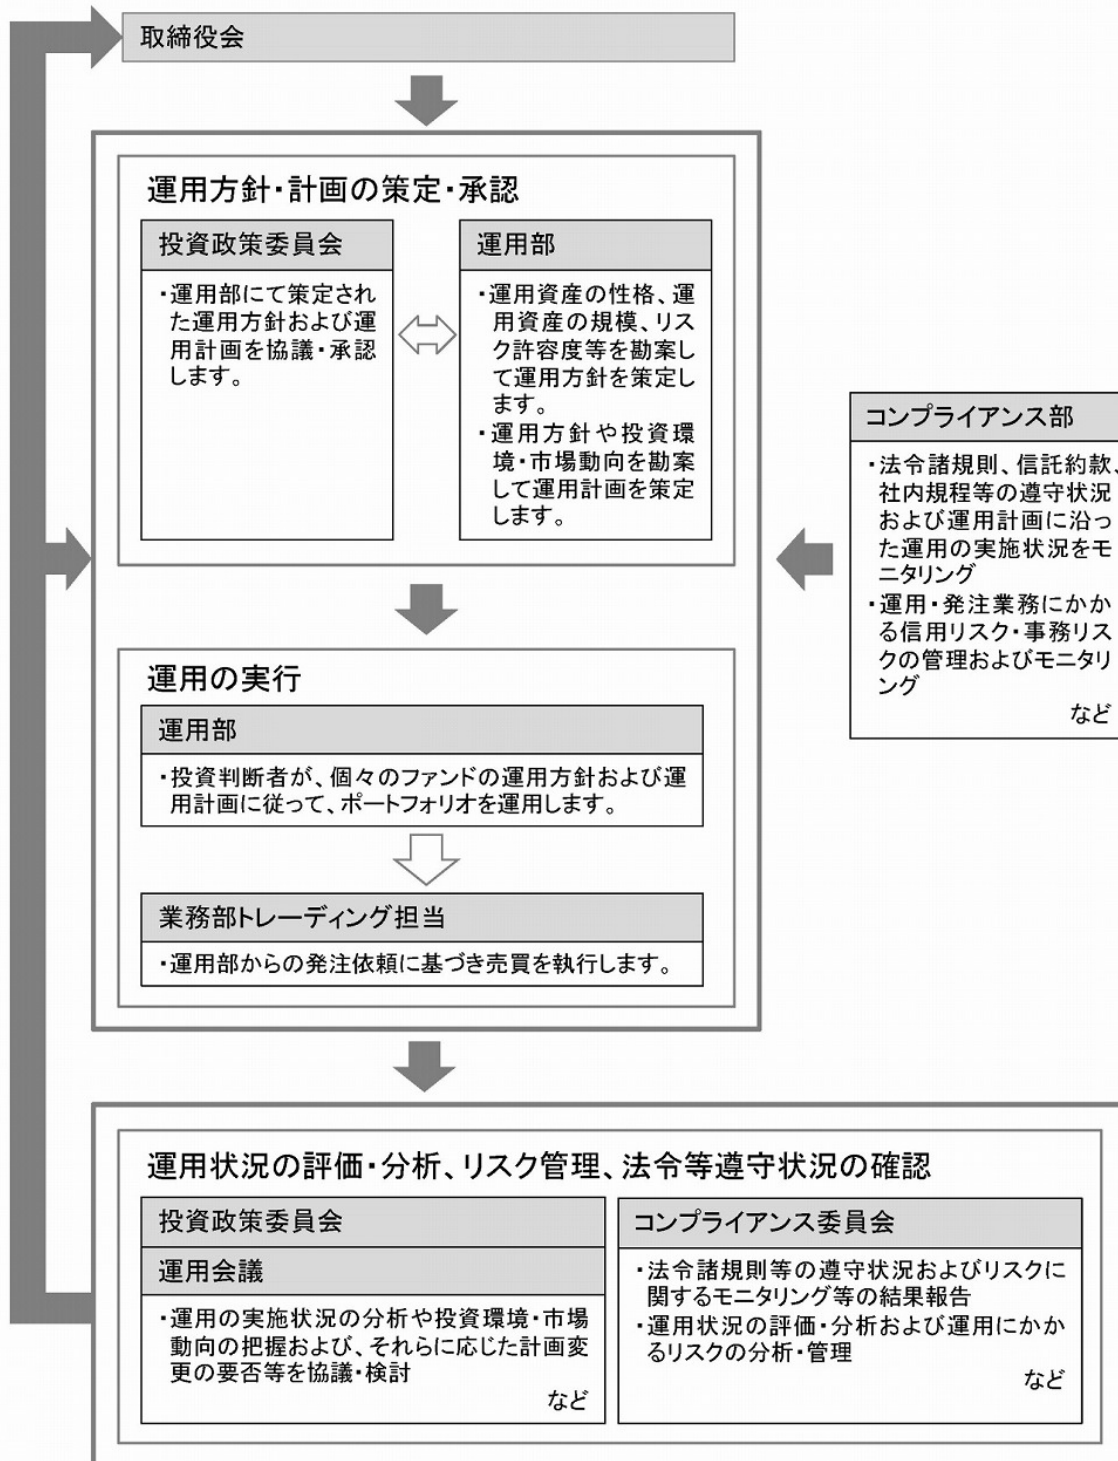 取締役会
運用方針・計画の策定・承認
投資政策委員会
・運用部にて策定され
た運用方針および運
用計画を協議・承認
します。
運用部
・運用資産の性格、運
用資産の規模、リス
ク許容度等を勘案し
て運用方針を策定し
ます。
・運用方針や投資環
境・市場動向を勘案
して運用計画を策定
します。
コンプライアンス部
・法令諸規則、信託約款、
社内規程等の遵守状況
および運用計画に沿っ
た運用の実施状況をモ
ニタリング
・運用・発注業務にかか
る信用リスク・事務リス
クの管理およびモニタリ
ング
など
運用の実行
運用部
・投資判断者が、個々のファンドの運用方針および運
用計画に従って、ポートフォリオを運用します。
業務部トレーディング担当
・運用部からの発注依頼に基づき売買を執行します。
運用状況の評価・分析、リスク管理、法令等遵守状況の確認
投資政策委員会
運用会議
・運用の実施状況の分析や投資環境・市場
動向の把握および、それらに応じた計画変
更の要否等を協議・検討
など
コンプライアンス委員会
・法令諸規則等の遵守状況およびリスクに
関するモニタリング等の結果報告
・運用状況の評価・分析および運用にかか
るリスクの分析・管理
など